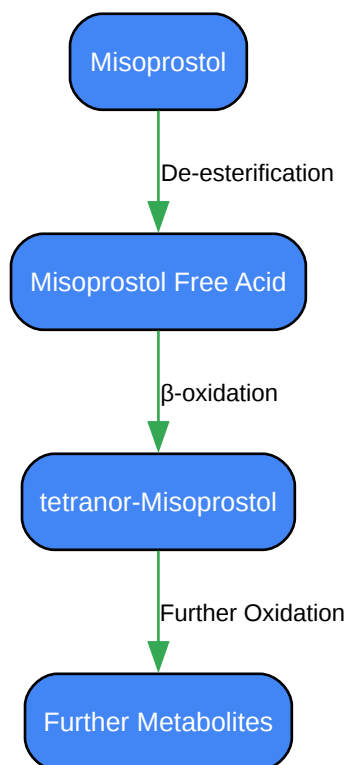 Misoprostol
De-esterification
Misoprostol Free Acid
β-oxidation
tetranor-Misoprostol
Further Oxidation
Further Metabolites